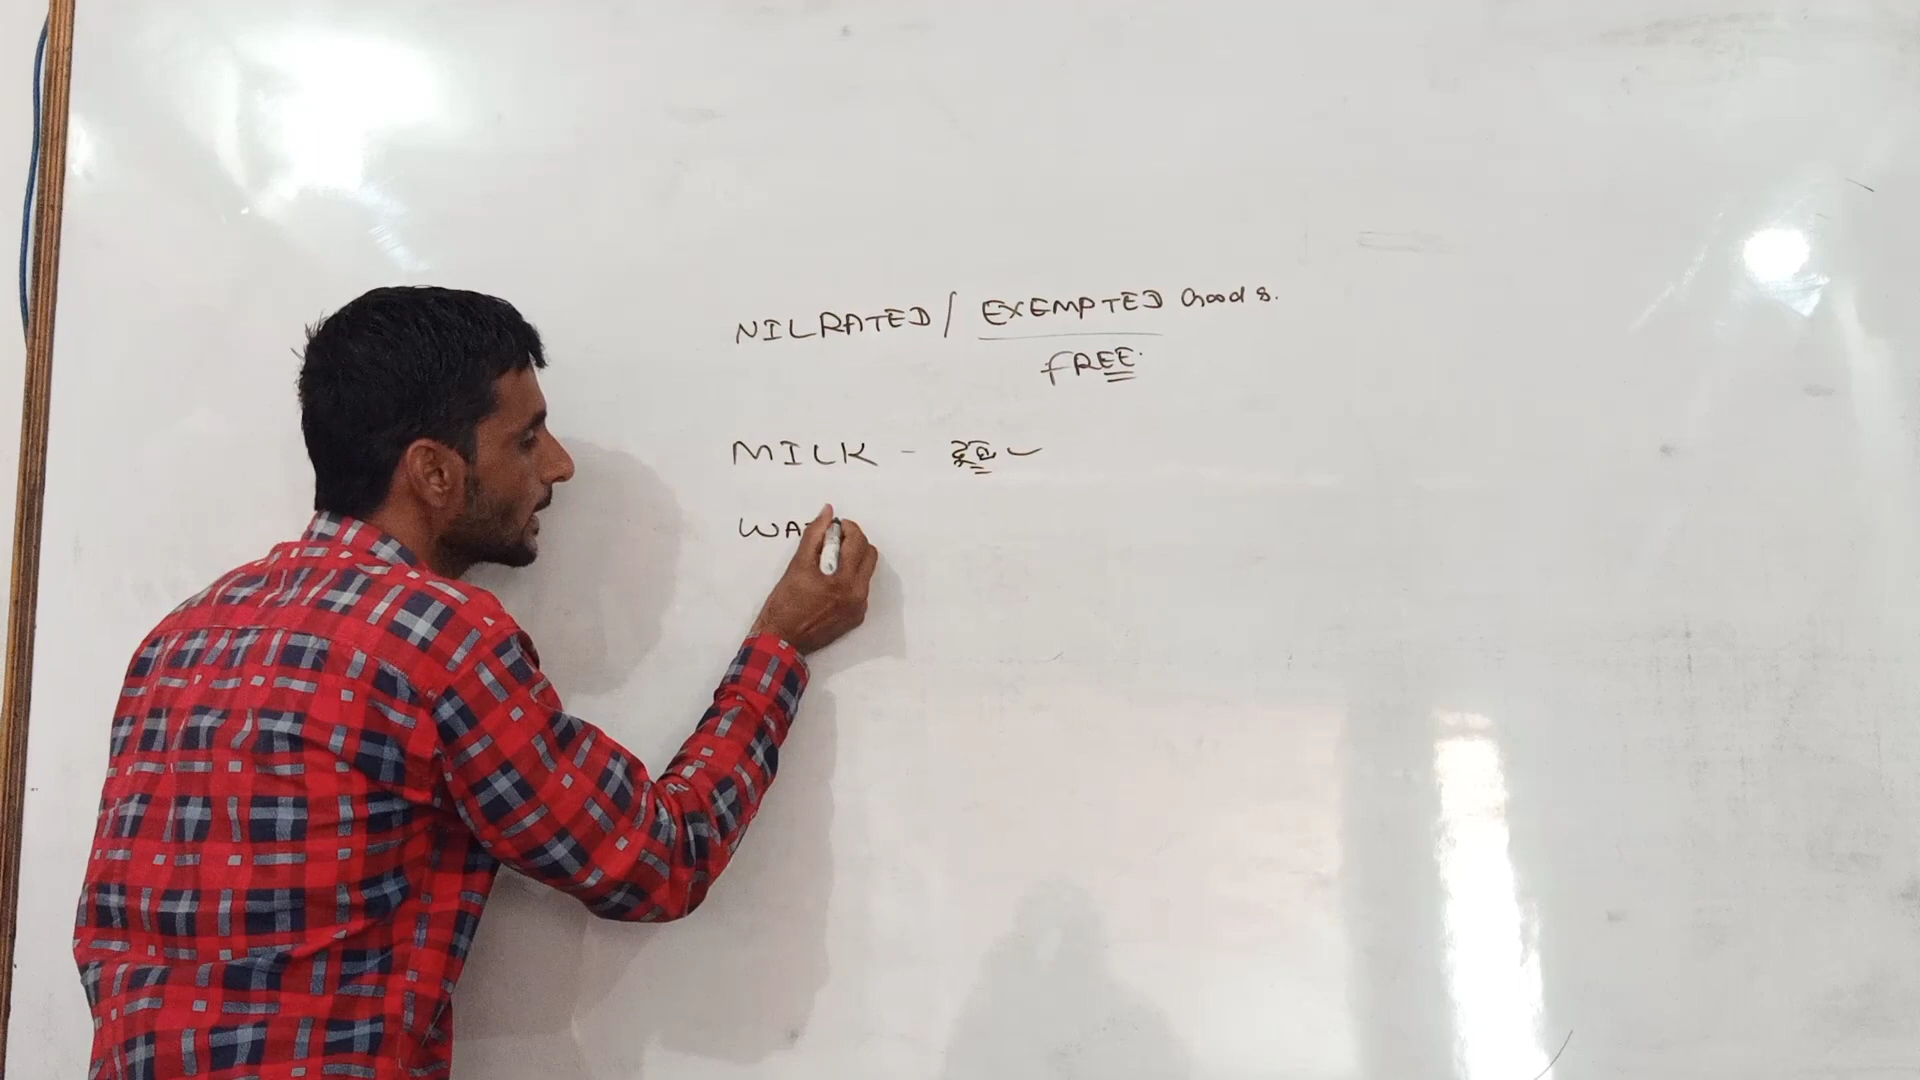 NILRATED / EXEMPTED Goods.
FREE.
MILK - दूध
WA